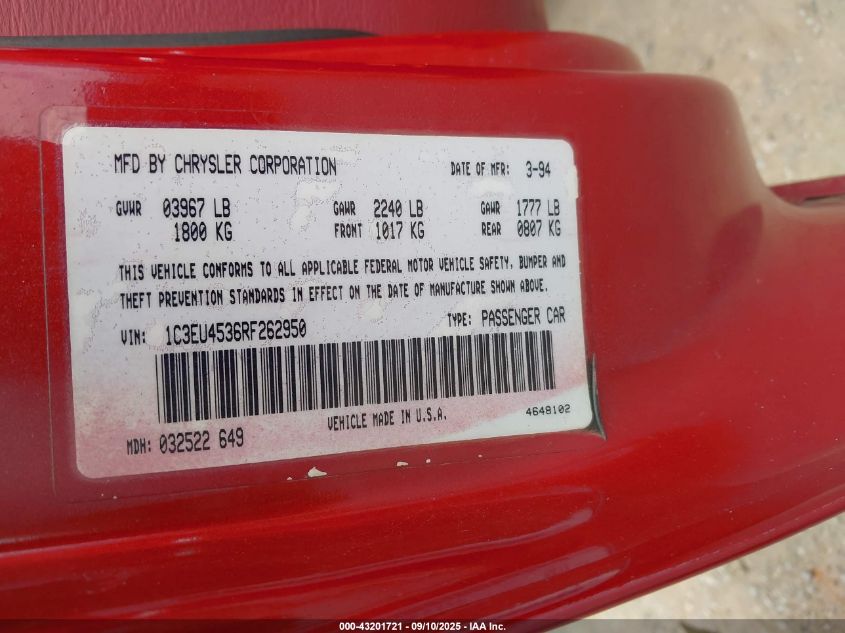 MFD BY CHRYSLER CORPORATION DATE OF MFR: 3-94
GVWR 03967 LB GAWR 2240 LB GAWR 1777 LB
1800 KG FRONT 1017 KG REAR 0807 KG
THIS VEHICLE CONFORMS TO ALL APPLICABLE FEDERAL MOTOR VEHICLE SAFETY, BUMPER AND
THEFT PREVENTION STANDARDS IN EFFECT ON THE DATE OF MANUFACTURE SHOWN ABOVE.
VIN: 1C3EU4536RF262950 TYPE: PASSENGER CAR
VEHICLE MADE IN U.S.A. 4648102
MDH: 032522 649
000-43201721 - 09/10/2025 - IAA Inc.